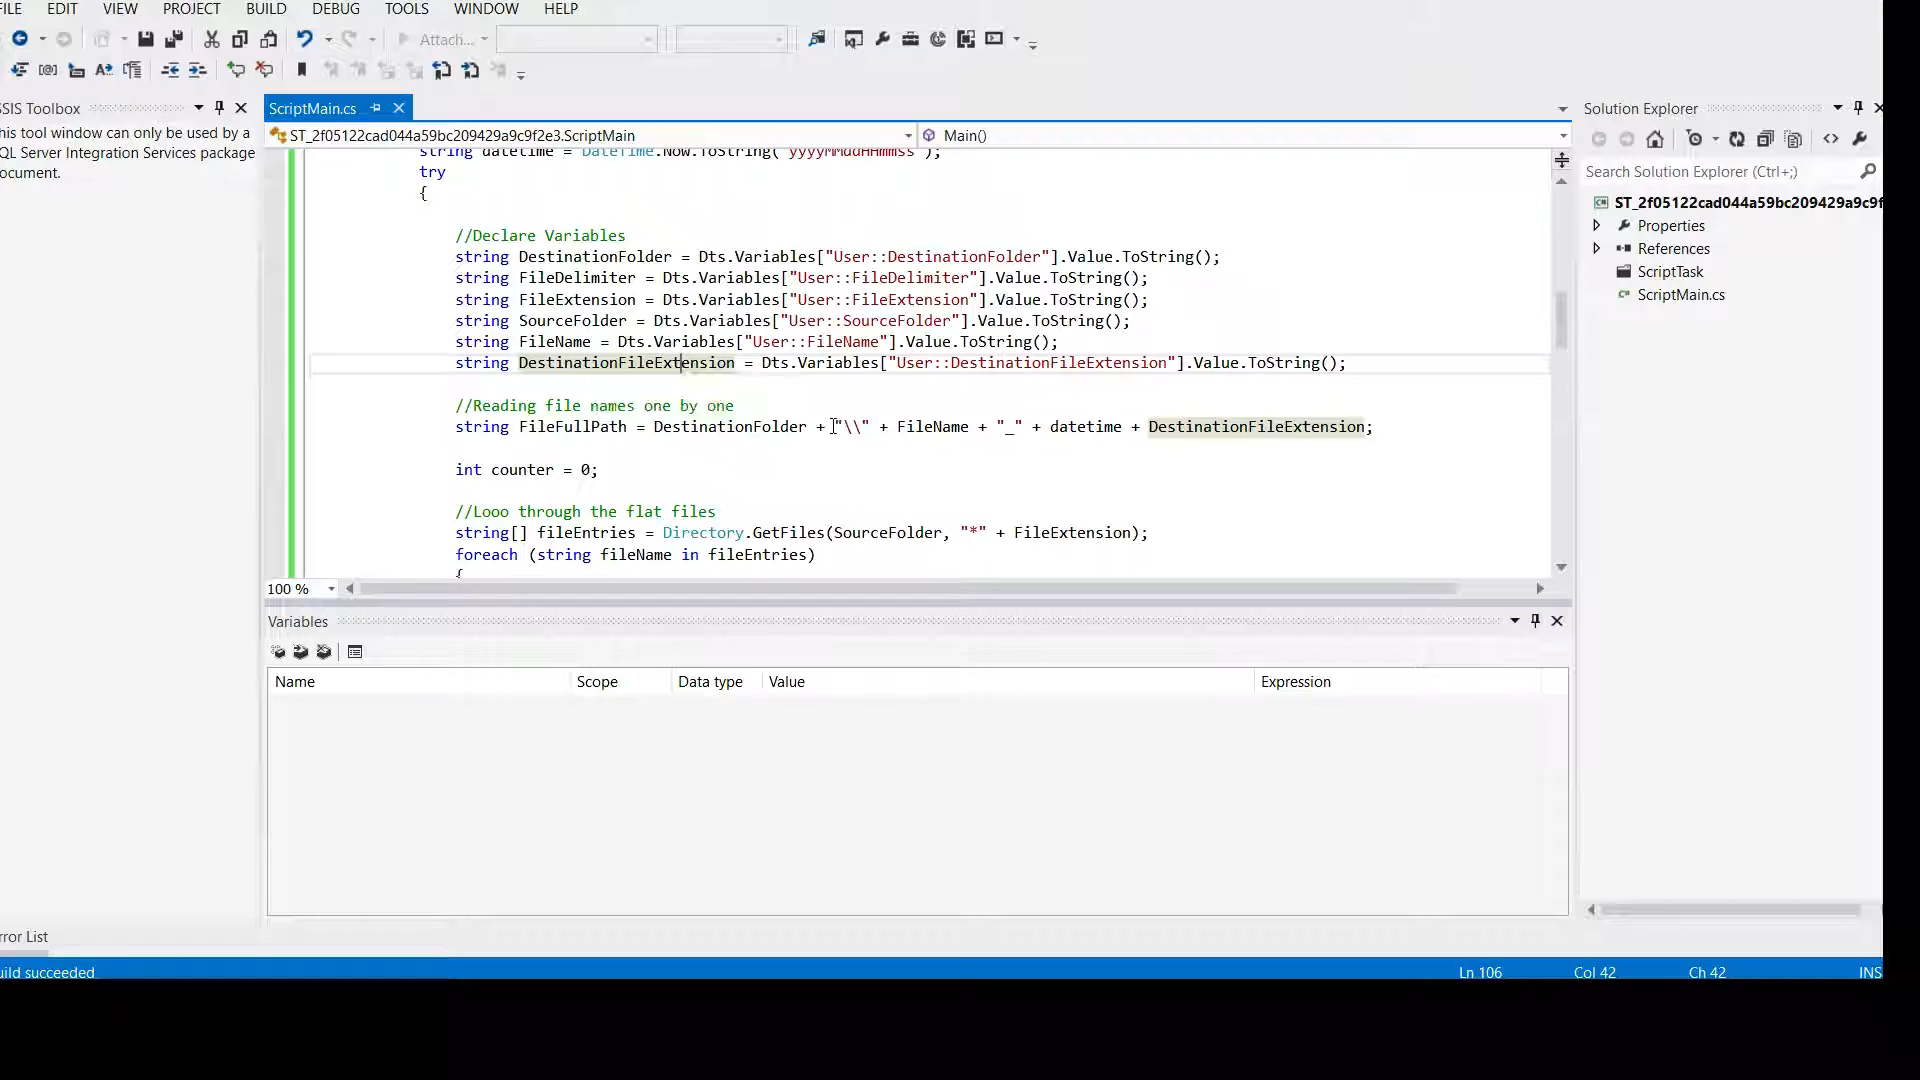 FILE EDIT VIEW PROJECT BUILD DEBUG TOOLS WINDOW HELP
Attach...
SSIS Toolbox
his tool window can only be used by a
QL Server Integration Services package
ocument.
ScriptMain.cs
ST_2f05122cad044a59bc209429a9c9f2e3.ScriptMain
Main()
string datetime = DateTime.Now.ToString("yyyyMMddHHmmss");
try
{
//Declare Variables
string DestinationFolder = Dts.Variables["User::DestinationFolder"].Value.ToString();
string FileDelimiter = Dts.Variables["User::FileDelimiter"].Value.ToString();
string FileExtension = Dts.Variables["User::FileExtension"].Value.ToString();
string SourceFolder = Dts.Variables["User::SourceFolder"].Value.ToString();
string FileName = Dts.Variables["User::FileName"].Value.ToString();
string DestinationFileExtension = Dts.Variables["User::DestinationFileExtension"].Value.ToString();
//Reading file names one by one
string FileFullPath = DestinationFolder + "\\" + FileName + "_" + datetime + DestinationFileExtension;
int counter = 0;
//Looo through the flat files
string[] fileEntries = Directory.GetFiles(SourceFolder, "*" + FileExtension);
foreach (string fileName in fileEntries)
{
100 %
Variables
Name Scope Data type Value Expression
Solution Explorer
Search Solution Explorer (Ctrl+;)
ST_2f05122cad044a59bc209429a9c9f
Properties
References
ScriptTask
ScriptMain.cs
rror List
uild succeeded
Ln 106 Col 42 Ch 42 INS